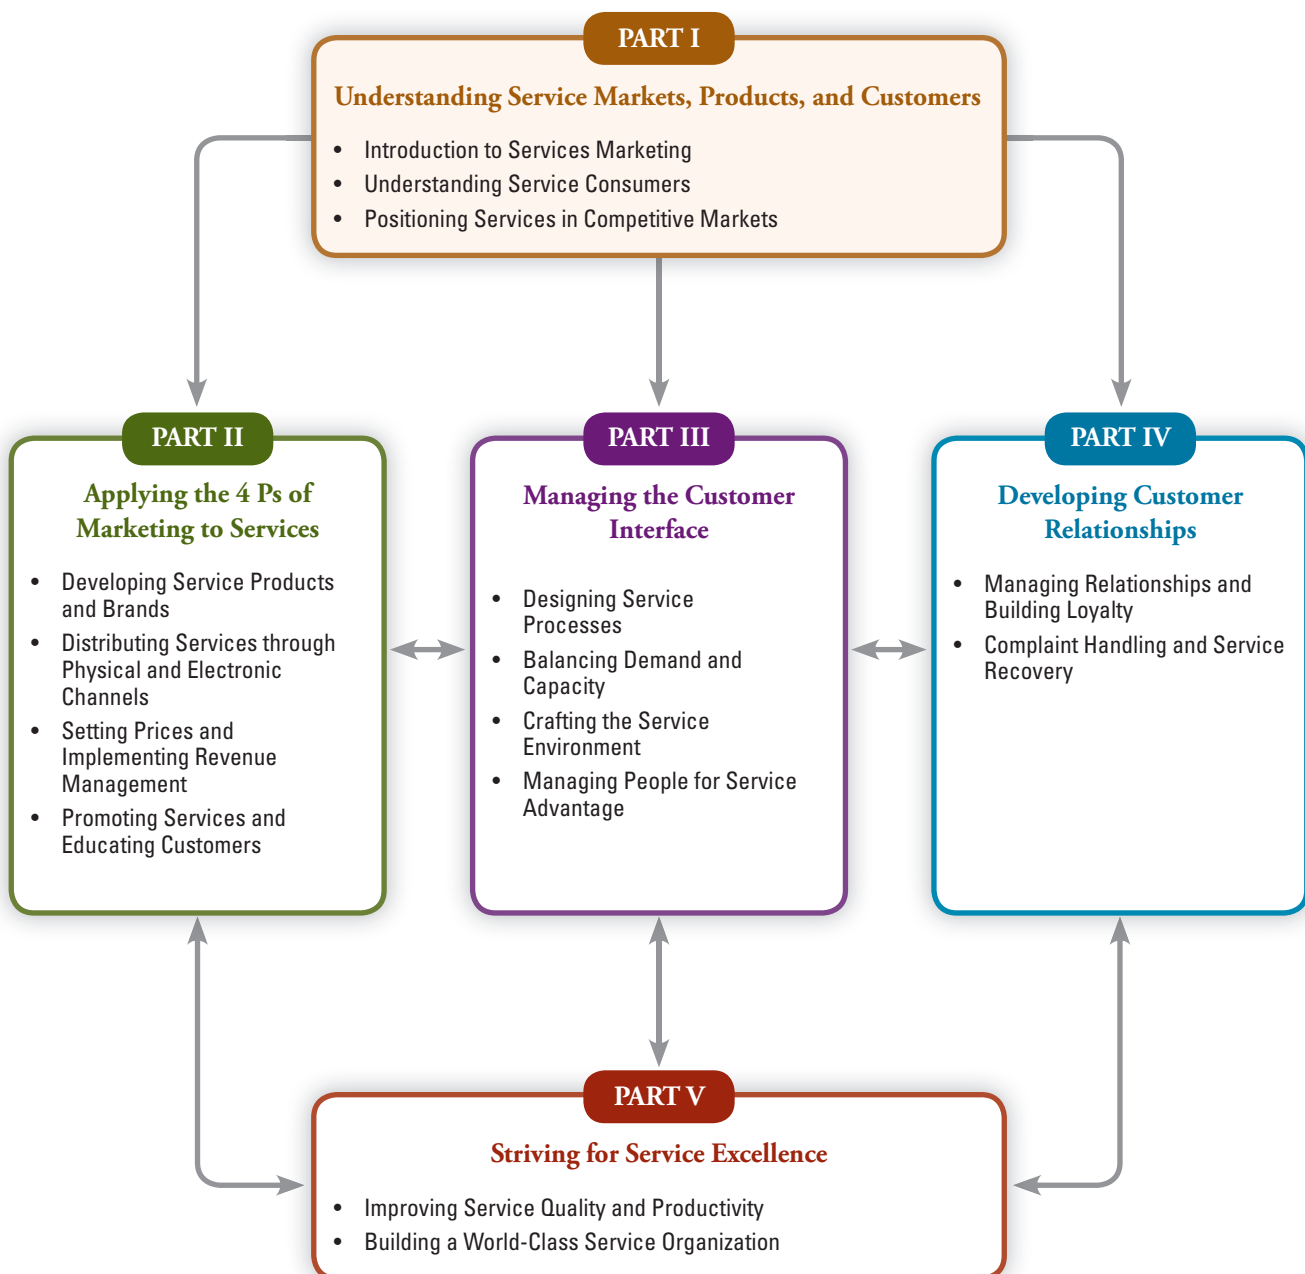 PART I
Understanding Service Markets, Products, and Customers
• Introduction to Services Marketing
• Understanding Service Consumers
• Positioning Services in Competitive Markets
PART II
Applying the 4 Ps of
Marketing to Services
• Developing Service Products
and Brands
• Distributing Services through
Physical and Electronic
Channels
• Setting Prices and
Implementing Revenue
Management
• Promoting Services and
Educating Customers
PART III
Managing the Customer
Interface
• Designing Service
Processes
• Balancing Demand and
Capacity
• Crafting the Service
Environment
• Managing People for Service
Advantage
PART IV
Developing Customer
Relationships
• Managing Relationships and
Building Loyalty
• Complaint Handling and Service
Recovery
PART V
Striving for Service Excellence
• Improving Service Quality and Productivity
• Building a World-Class Service Organization